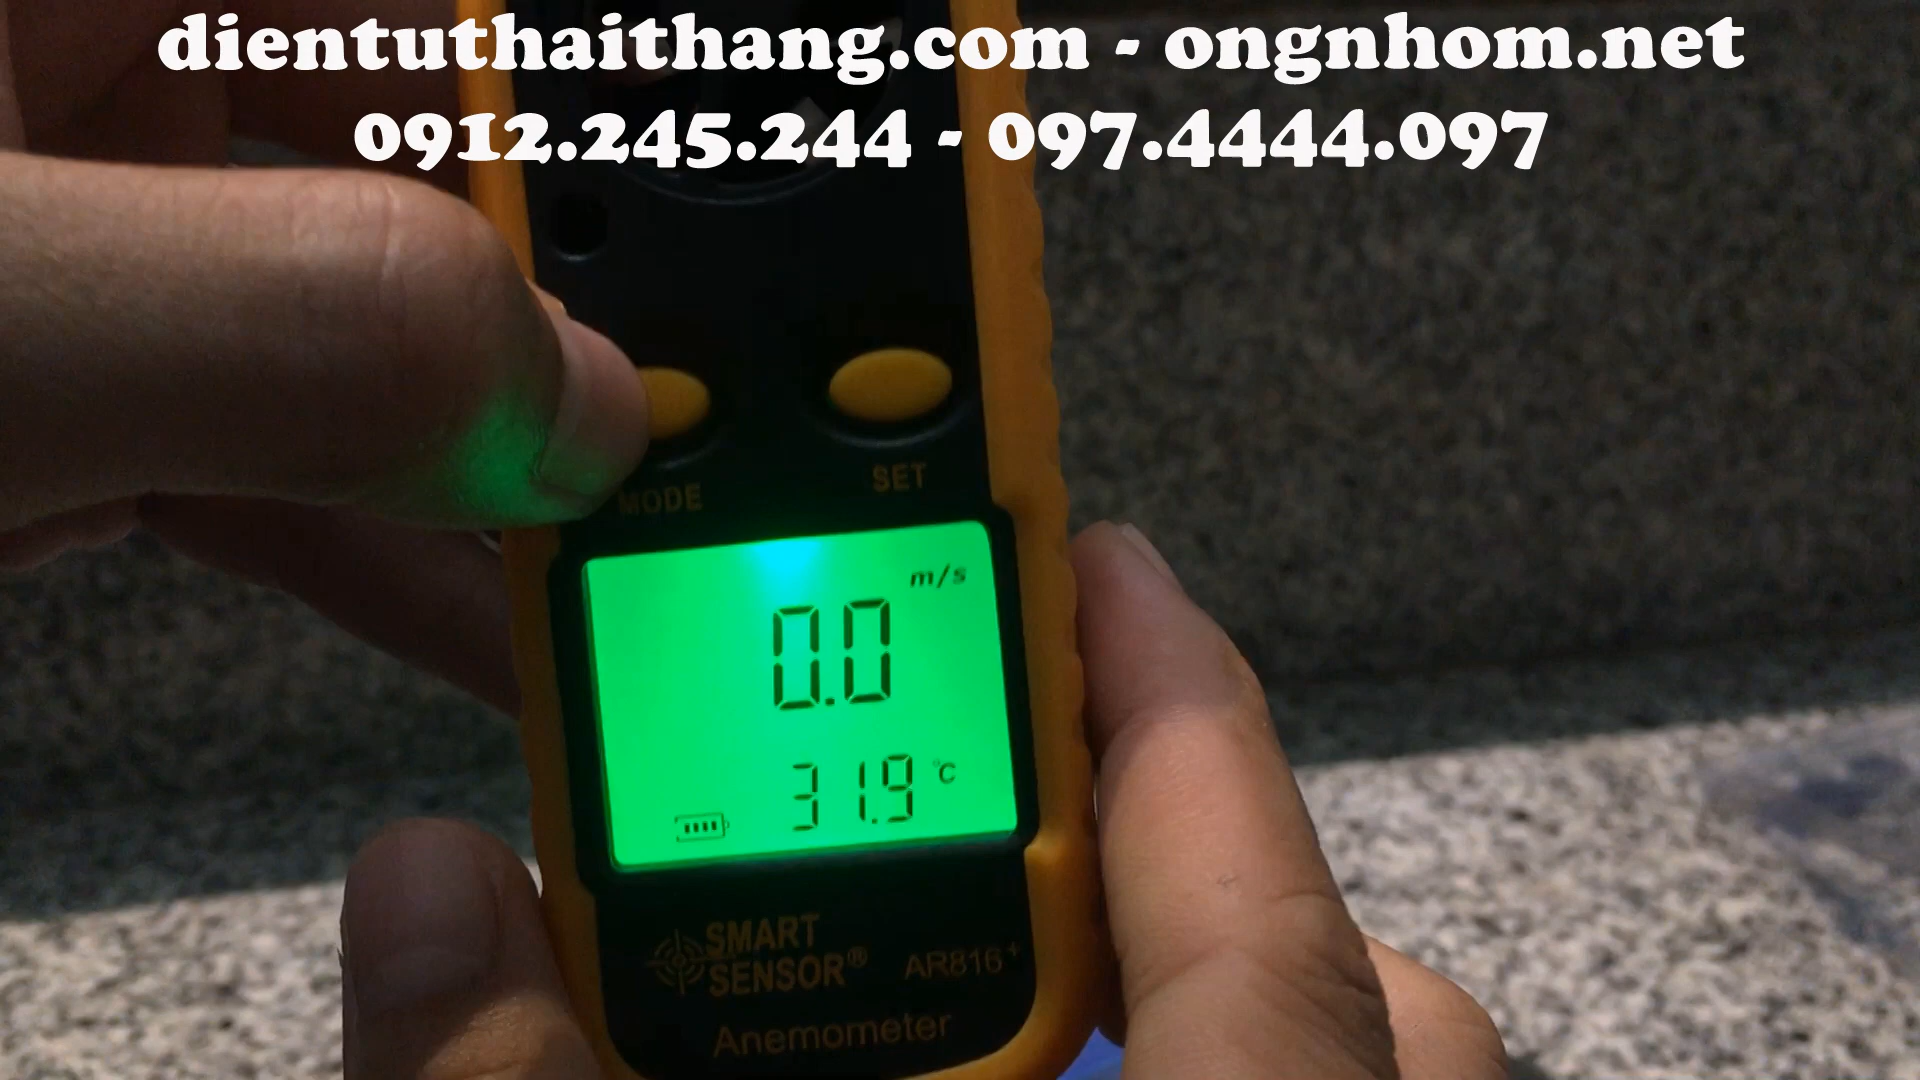 dientuthaithang.com - ongnhom.net
0912.245.244 - 097.4444.097
MODE
SET
m/s
0.0
31.9 °C
SMART
SENSOR® AR816+
Anemometer